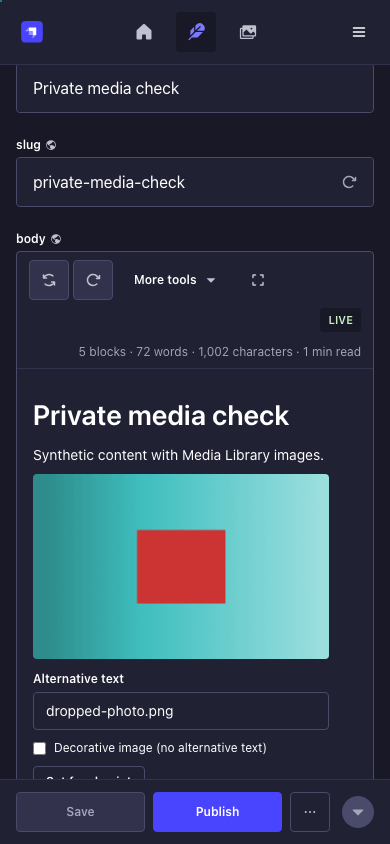 Private media check
slug
private-media-check
body
More tools
LIVE
5 blocks · 72 words · 1,002 characters · 1 min read
Private media check
Synthetic content with Media Library images.
Alternative text
dropped-photo.png
Decorative image (no alternative text)
Save
Publish